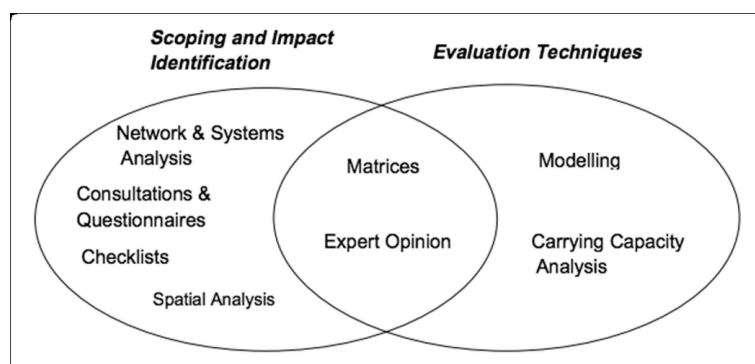 Scoping and Impact
Identification
Evaluation Techniques
Network & Systems
Analysis
Consultations &
Questionnaires
Checklists
Spatial Analysis
Matrices
Expert Opinion
Modelling
Carrying Capacity
Analysis